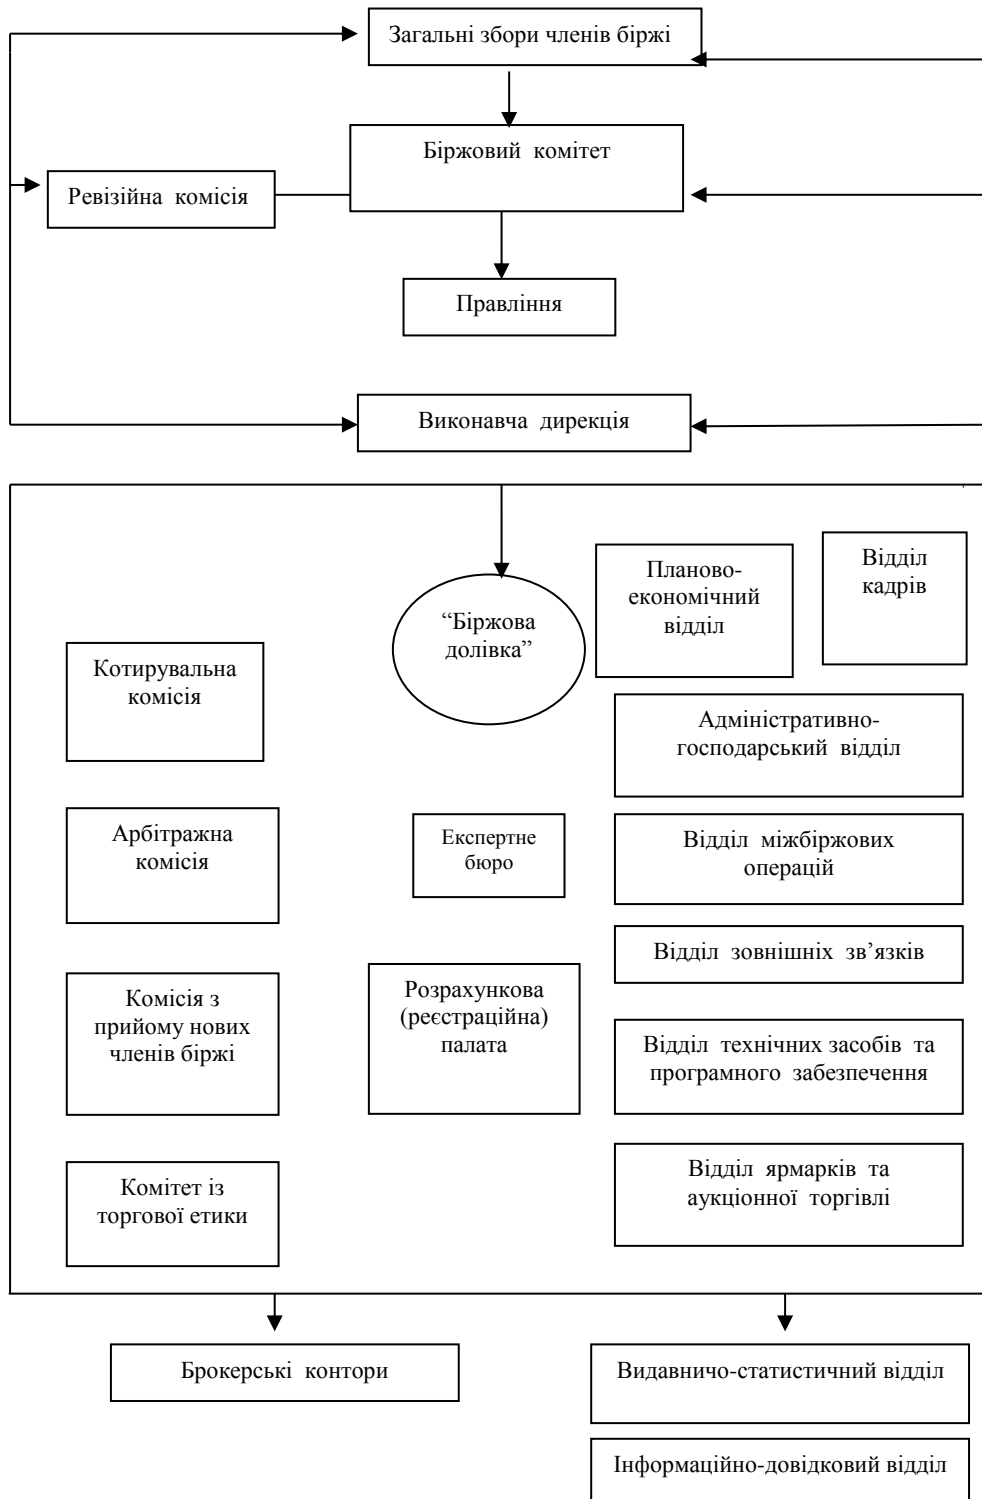 Загальні збори членів біржі
Біржовий комітет
Ревізійна комісія
Правління
Виконавча дирекція
Планово-
економічний
відділ
Відділ
кадрів
“Біржова
долівка”
Котирувальна
комісія
Адміністративно-
господарський відділ
Арбітражна
комісія
Експертне
бюро
Відділ міжбіржових
операцій
Відділ зовнішніх зв’язків
Комісія з
прийому нових
членів біржі
Розрахункова
(реєстраційна)
палата
Відділ технічних засобів та
програмного забезпечення
Комітет із
торгової етики
Відділ ярмарків та
аукціонної торгівлі
Брокерські контори
Видавничо-статистичний відділ
Інформаційно-довідковий відділ